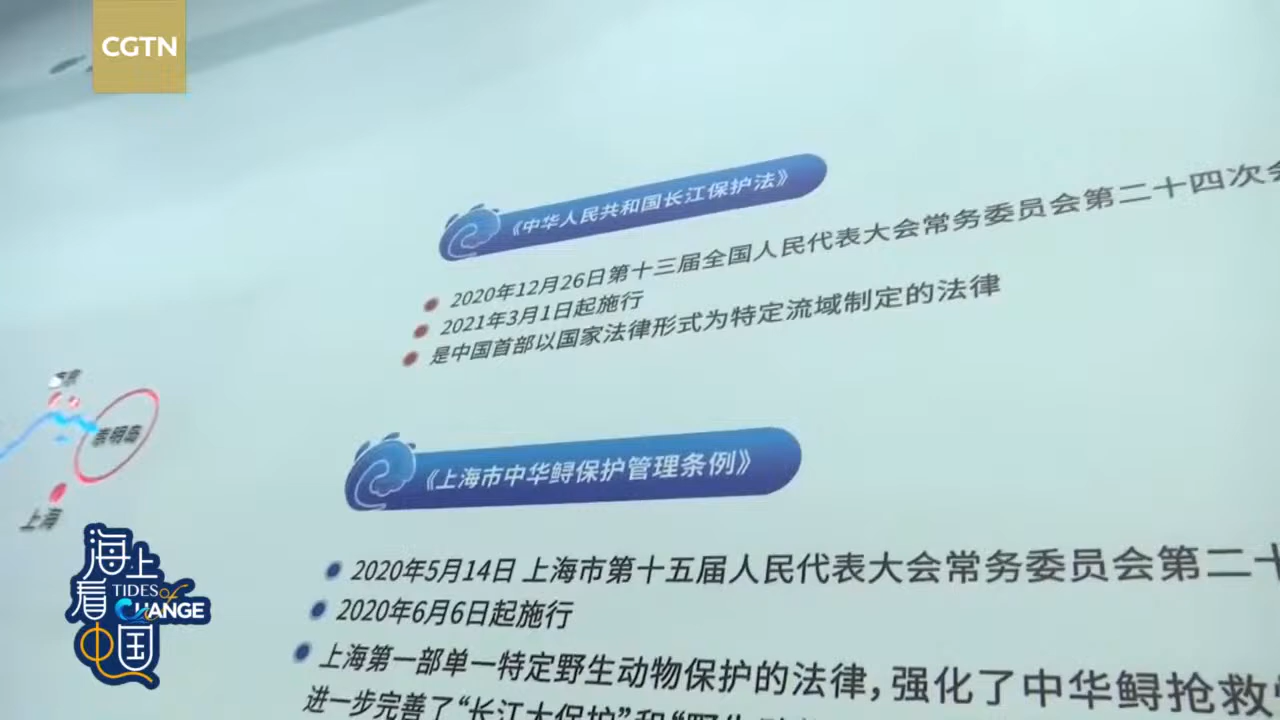 CGTN
《中华人民共和国长江保护法》
2020年12月26日第十三届全国人民代表大会常务委员会第二十四次会
2021年3月1日起施行
是中国首部以国家法律形式为特定流域制定的法律
崇明岛
上海
《上海市中华鲟保护管理条例》
2020年5月14日 上海市第十五届人民代表大会常务委员会第二十
2020年6月6日起施行
上海第一部单一特定野生动物保护的法律，强化了中华鲟抢救
进一步完善了“长江大保护”和“野生动
海上看中国
TIDES of CHANGE